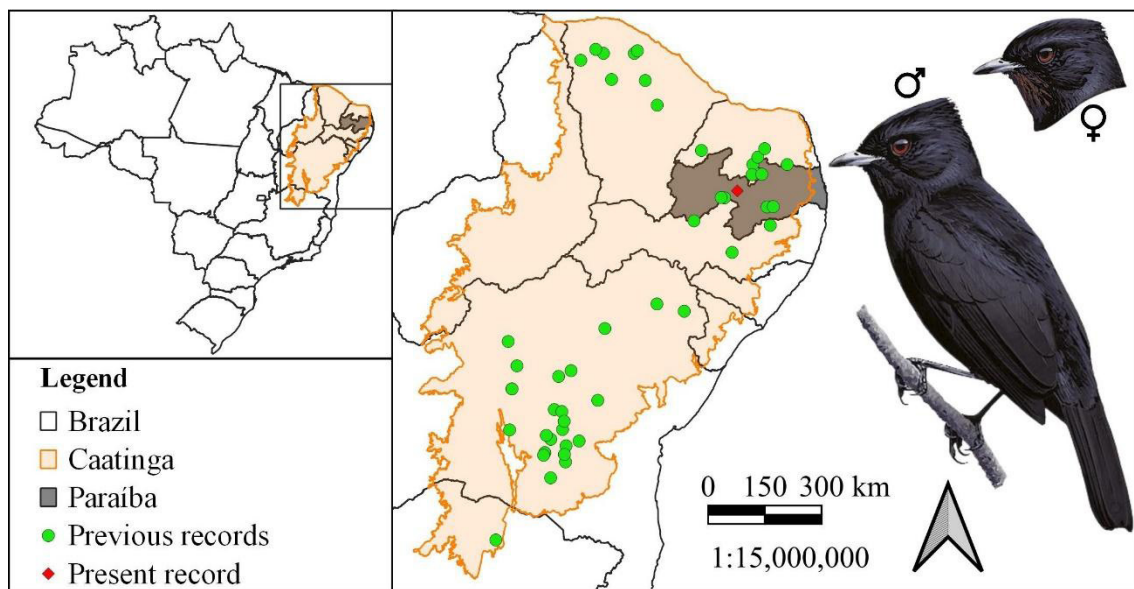 Legend
Brazil
Caatinga
Paraíba
Previous records
Present record
0 150 300 km
1:15,000,000
♂
♀